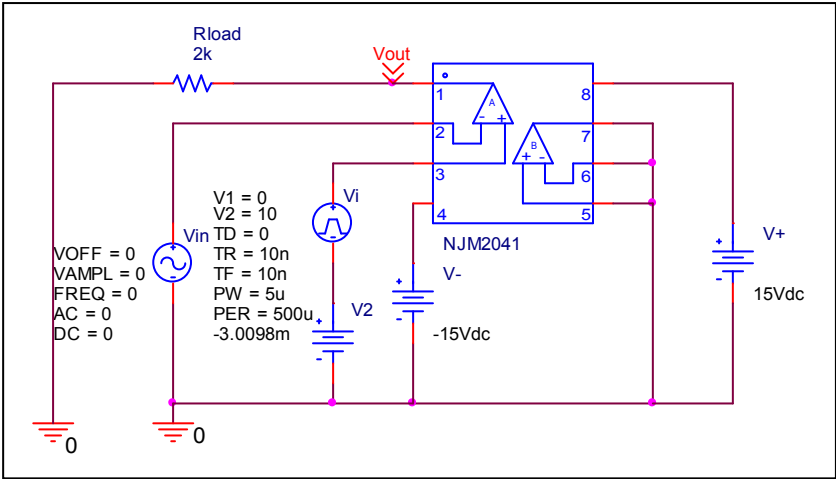 Rload
2k
Vout
1
2
3
4
8
7
6
5
A
- +
B
+ -
NJM2041
Vi
+
-
V1 = 0
V2 = 10
TD = 0
TR = 10n
TF = 10n
PW = 5u
PER = 500u
-3.0098m
Vin
+
-
VOFF = 0
VAMPL = 0
FREQ = 0
AC = 0
DC = 0
V2
+
-
V-
+
-
-15Vdc
V+
+
-
15Vdc
0
0